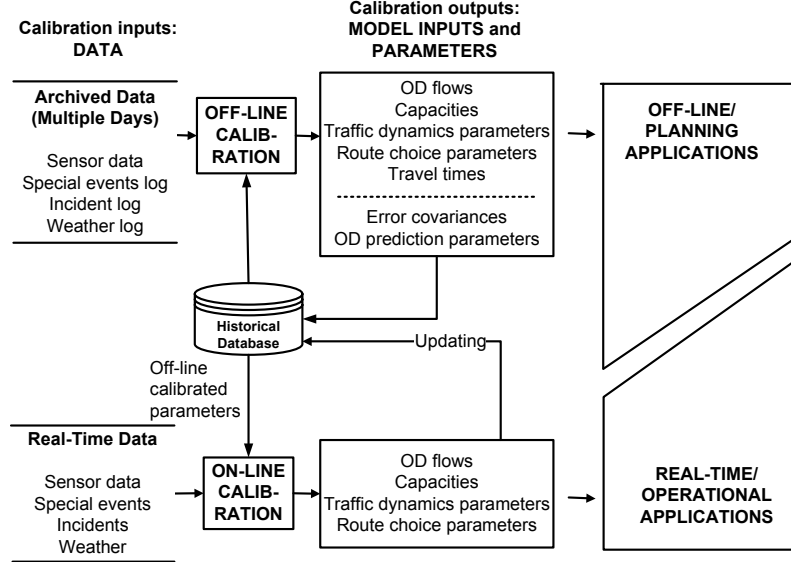 Calibration inputs:
DATA
Calibration outputs:
MODEL INPUTS and
PARAMETERS
Archived Data
(Multiple Days)
Sensor data
Special events log
Incident log
Weather log
OFF-LINE
CALIB-
RATION
OD flows
Capacities
Traffic dynamics parameters
Route choice parameters
Travel times
Error covariances
OD prediction parameters
OFF-LINE/
PLANNING
APPLICATIONS
Historical
Database
Updating
Off-line
calibrated
parameters
Real-Time Data
Sensor data
Special events
Incidents
Weather
ON-LINE
CALIB-
RATION
OD flows
Capacities
Traffic dynamics parameters
Route choice parameters
REAL-TIME/
OPERATIONAL
APPLICATIONS